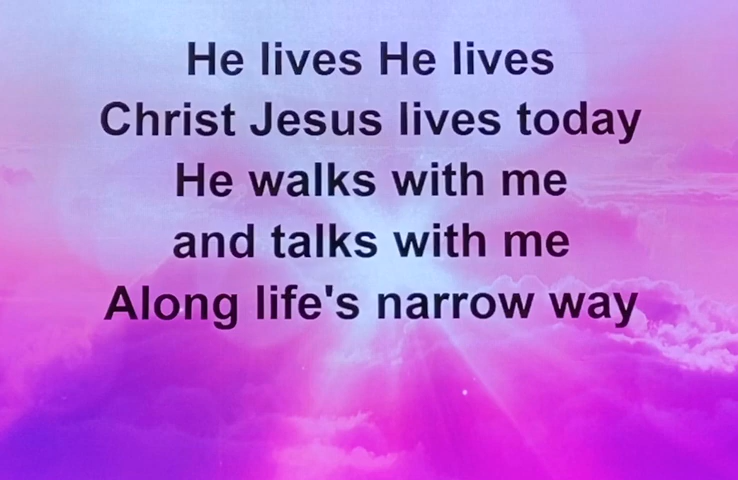 He lives He lives
Christ Jesus lives today
He walks with me
and talks with me
Along life's narrow way